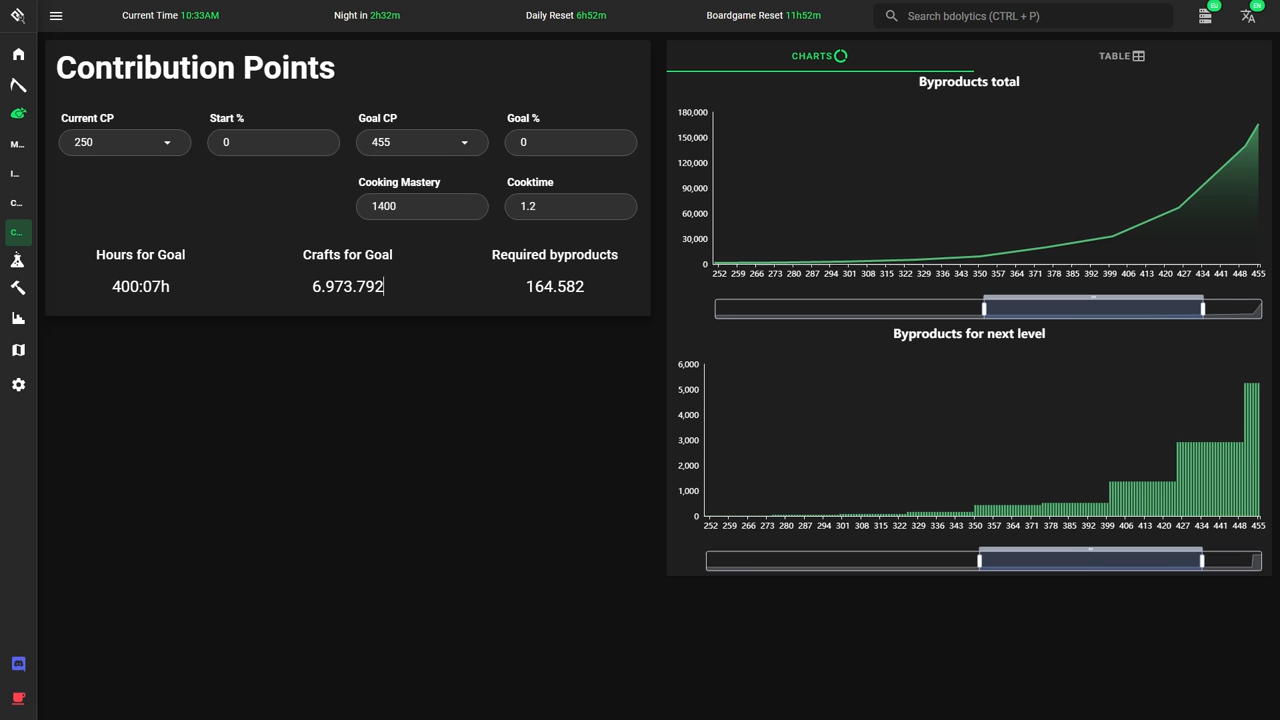 Current Time 10:33AM
Night in 2h32m
Daily Reset 6h52m
Boardgame Reset 11h52m
Search bdolytics (CTRL + P)
EU
EN
M...
I...
C...
C...
Contribution Points
Current CP
Start %
Goal CP
Goal %
250
0
455
0
Cooking Mastery
Cooktime
1400
1.2
Hours for Goal
Crafts for Goal
Required byproducts
400:07h
6.973.792
164.582
CHARTS
TABLE
Byproducts total
180,000
150,000
120,000
90,000
60,000
30,000
0
252 259 266 273 280 287 294 301 308 315 322 329 336 343 350 357 364 371 378 385 392 399 406 413 420 427 434 441 448 455
Byproducts for next level
6,000
5,000
4,000
3,000
2,000
1,000
0
252 259 266 273 280 287 294 301 308 315 322 329 336 343 350 357 364 371 378 385 392 399 406 413 420 427 434 441 448 455